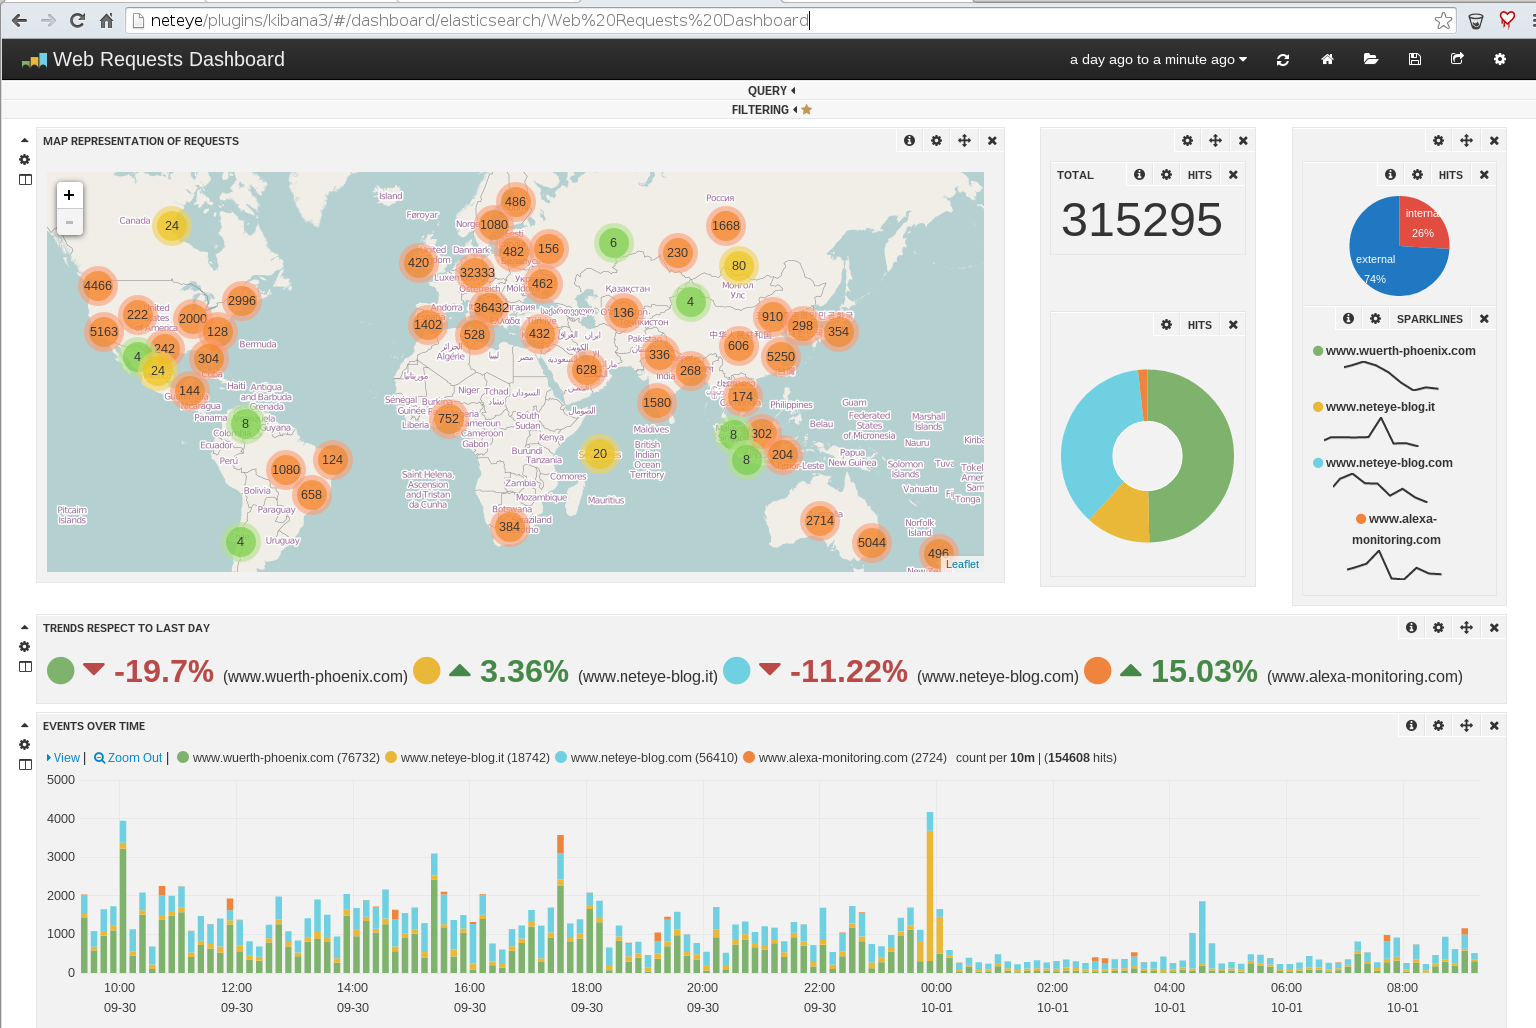 neteye/plugins/kibana3/#/dashboard/elasticsearch/Web%20Requests%20Dashboard
Web Requests Dashboard
a day ago to a minute ago
QUERY
FILTERING
MAP REPRESENTATION OF REQUESTS
+
-
Island
Россия
Canada
24
486
Føroyar
1080
1668
482
156
6
230
420
Danmark
80
32333
4466
462
Österreich / Moldova
Қазақстан
Монгол
Улс
4
2996
222
2000
Andorra
36432
136
910
298
354
5163
128
1402
528
432
242
Bermuda
606
4
304
Algérie
336
5250
24
628
268
144
Haiti
Antigua
and Barbuda
Grenada
Niger
Tchad
السودان
1580
174
Philippines
Guam
Panama
Sénégal
752
South
Sudan
Maldives
Belau
Federated
States
of Micronesia
Marshall
Islands
8
Guyana
Liberia
Cameroon
Gabon
Kenya
8
302
Nauru
Ecuador
Burundi
Tanzania
20
British
Indian
Ocean
Territory
8
204
Papua
New Guinea
Solomon
Islands
Perú
1080
124
Saint Helena,
Ascension
and Tristan
da Cunha
Zambia
Comores
Timor-Leste
Vanuatu
Tonga
Bolivia
658
Mozambique
Mauritius
Pitcairn
Islands
Paraguay
Botswana
384
2714
Norfolk
Island
4
Uruguay
5044
496
Leaflet
TOTAL
HITS
315295
HITS
HITS
26%
external
74%
SPARKLINES
www.wuerth-phoenix.com
www.neteye-blog.it
www.neteye-blog.com
www.alexa-
monitoring.com
TRENDS RESPECT TO LAST DAY
-19.7% (www.wuerth-phoenix.com) 3.36% (www.neteye-blog.it) -11.22% (www.neteye-blog.com) 15.03% (www.alexa-monitoring.com)
EVENTS OVER TIME
View | Zoom Out | www.wuerth-phoenix.com (76732) www.neteye-blog.it (18742) www.neteye-blog.com (56410) www.alexa-monitoring.com (2724) count per 10m | (154608 hits)
5000
4000
3000
2000
1000
0
10:00 12:00 14:00 16:00 18:00 20:00 22:00 00:00 02:00 04:00 06:00 08:00
09-30 09-30 09-30 09-30 09-30 09-30 09-30 10-01 10-01 10-01 10-01 10-01